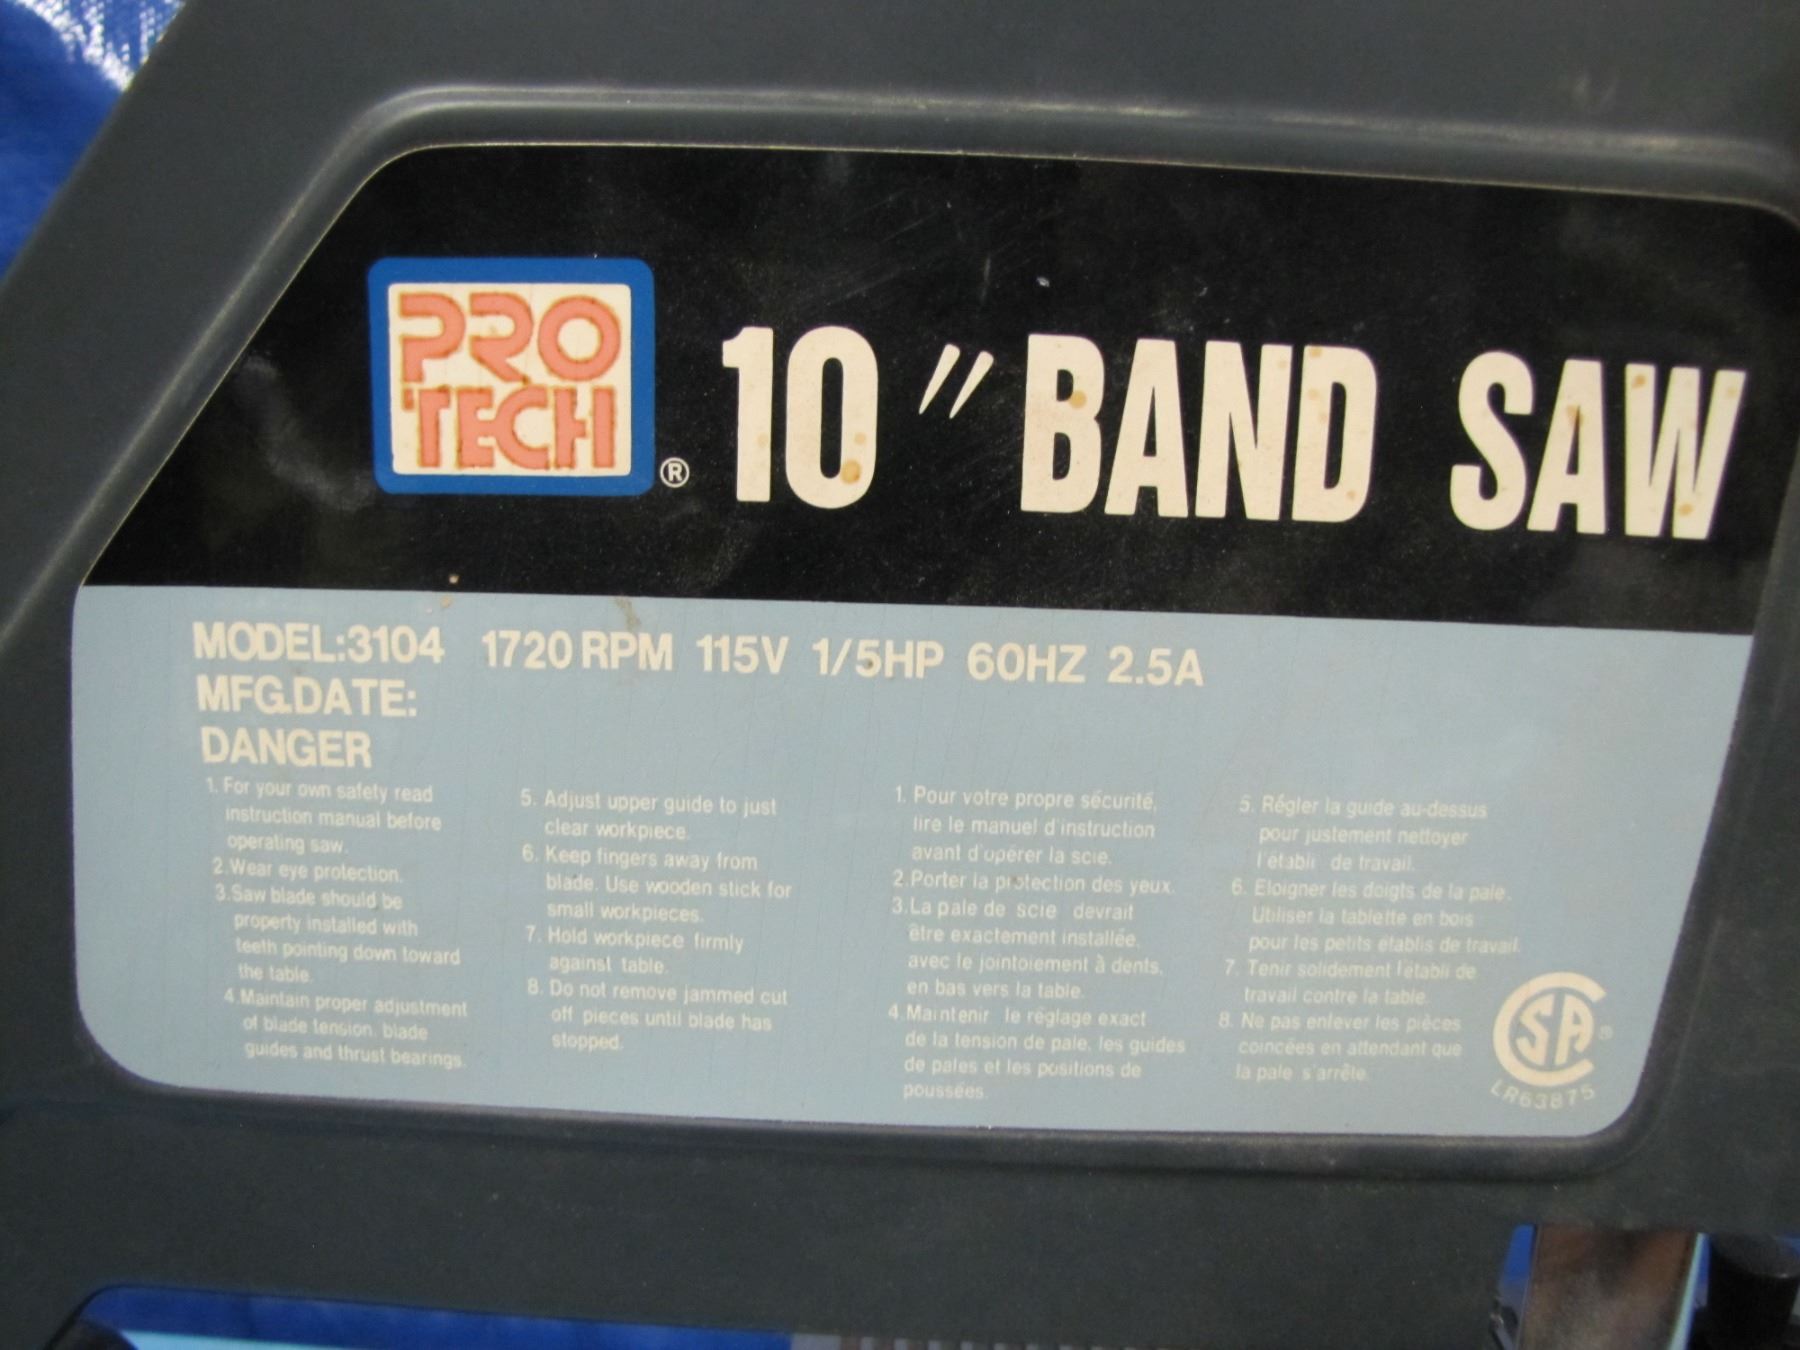 PRO
TECH
®
10" BAND SAW
MODEL:3104 1720 RPM 115V 1/5HP 60HZ 2.5A
MFG.DATE:
DANGER
1. For your own safety read
instruction manual before
operating saw.
2.Wear eye protection.
3.Saw blade should be
property installed with
teeth pointing down toward
the table.
4.Maintain proper adjustment
of blade tension. blade
guides and thrust bearings.
5. Adjust upper guide to just
clear workpiece.
6. Keep fingers away from
blade. Use wooden stick for
small workpieces.
7. Hold workpiece firmly
against table.
8. Do not remove jammed cut
off pieces until blade has
stopped.
1. Pour votre propre sécurité,
lire le manuel d'instruction
avant d'opérer la scie.
2.Porter la protection des yeux.
3.La pale de scie devrait
être exactement installée,
avec le jointoiement à dents,
en bas vers la table.
4.Maintenir le réglage exact
de la tension de pale, les guides
de pales et les positions de
poussées.
5. Régler la guide au-dessus
pour justement nettoyer
l'établi de travail.
6. Eloigner les doigts de la pale.
Utiliser la tablette en bois
pour les petits établis de travail.
7. Tenir solidement l'établi de
travail contre la table.
8. Ne pas enlever les pièces
coincées en attendant que
la pale s'arrête.
CSA ®
LR63875